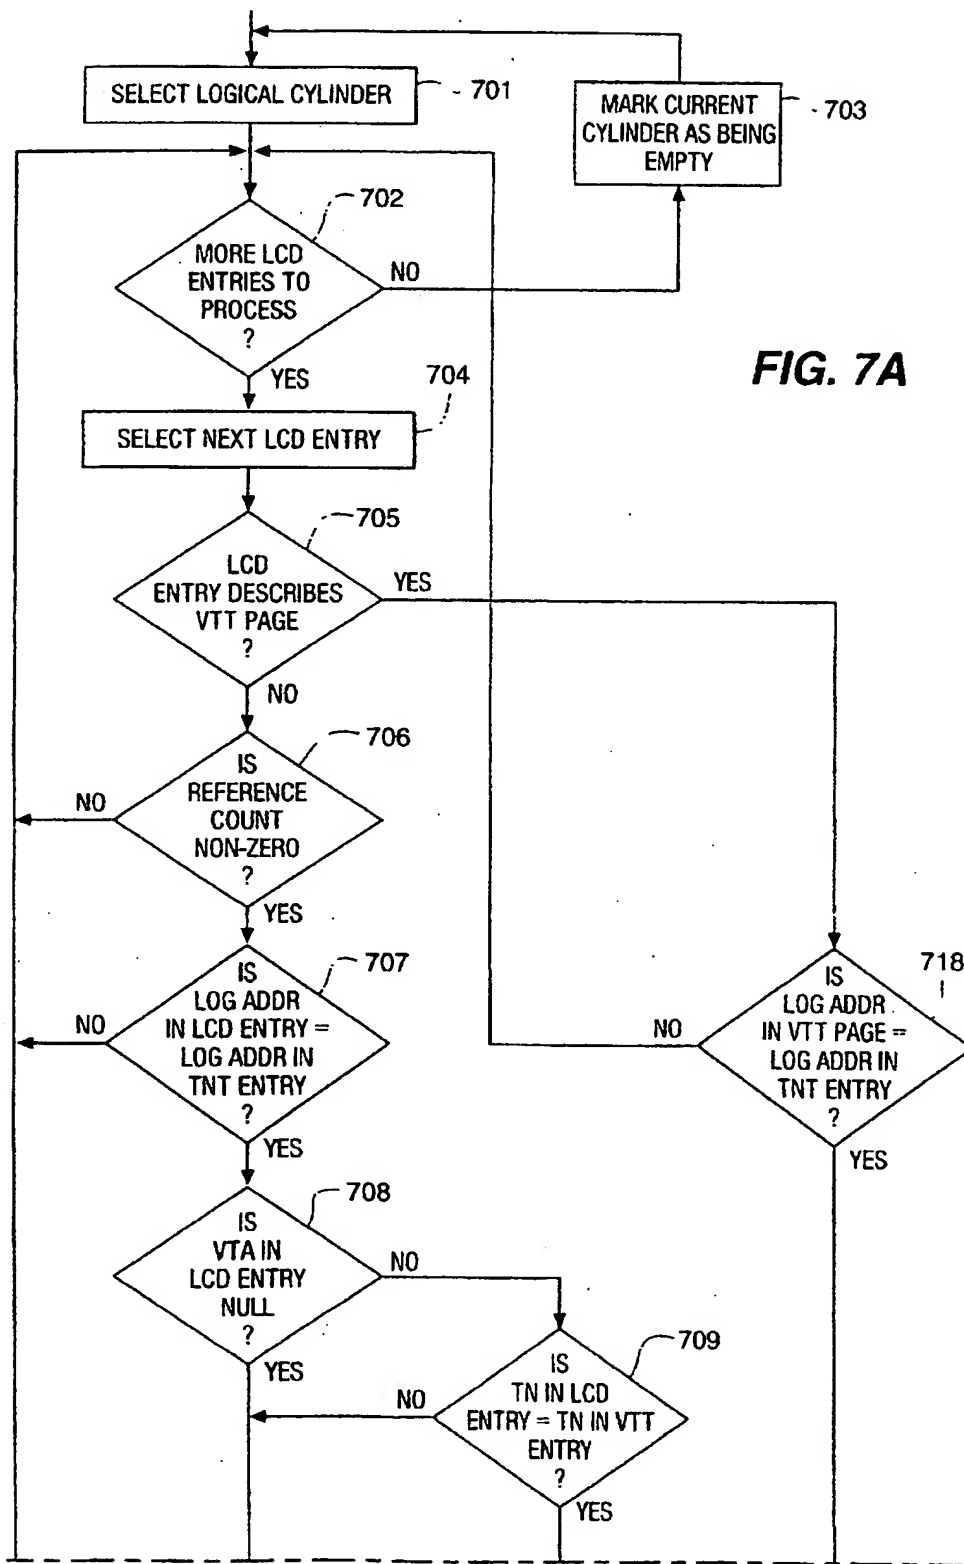 SELECT LOGICAL CYLINDER
701
MARK CURRENT
CYLINDER AS BEING
EMPTY
703
702
MORE LCD
ENTRIES TO
PROCESS
?
NO
YES
FIG. 7A
704
SELECT NEXT LCD ENTRY
705
LCD
ENTRY DESCRIBES
VTT PAGE
?
YES
NO
706
IS
REFERENCE
COUNT
NON-ZERO
?
NO
YES
707
IS
LOG ADDR
IN LCD ENTRY =
LOG ADDR IN
TNT ENTRY
?
NO
YES
718
IS
LOG ADDR
IN VTT PAGE =
LOG ADDR IN
TNT ENTRY
?
NO
YES
708
IS
VTA IN
LCD ENTRY
NULL
?
NO
YES
709
IS
TN IN LCD
ENTRY = TN IN VTT
ENTRY
?
NO
YES